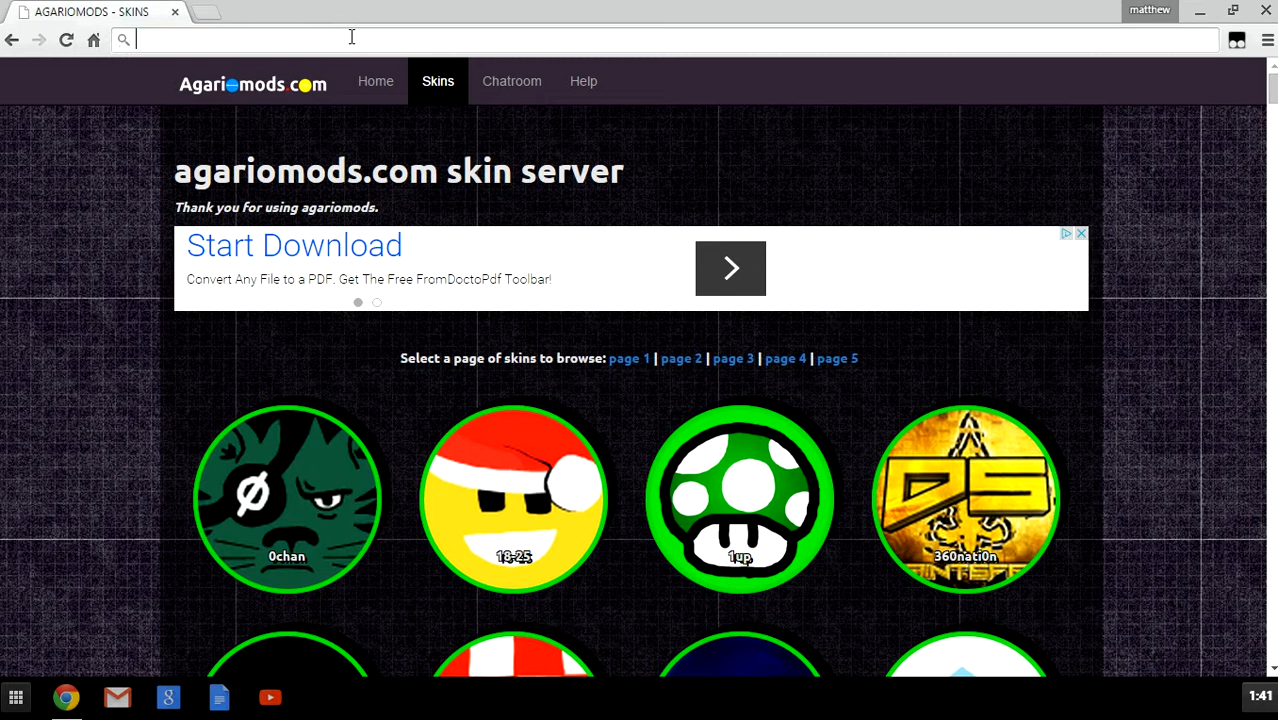 AGARIOMODS - SKINS
matthew
Agariomods.com Home Skins Chatroom Help
agariomods.com skin server
Thank you for using agariomods.
Start Download
Convert Any File to a PDF. Get The Free FromDoctoPdf Toolbar!
Select a page of skins to browse: page 1 | page 2 | page 3 | page 4 | page 5
DS
0chan 18-25 1up 360nati0n
8
1:41